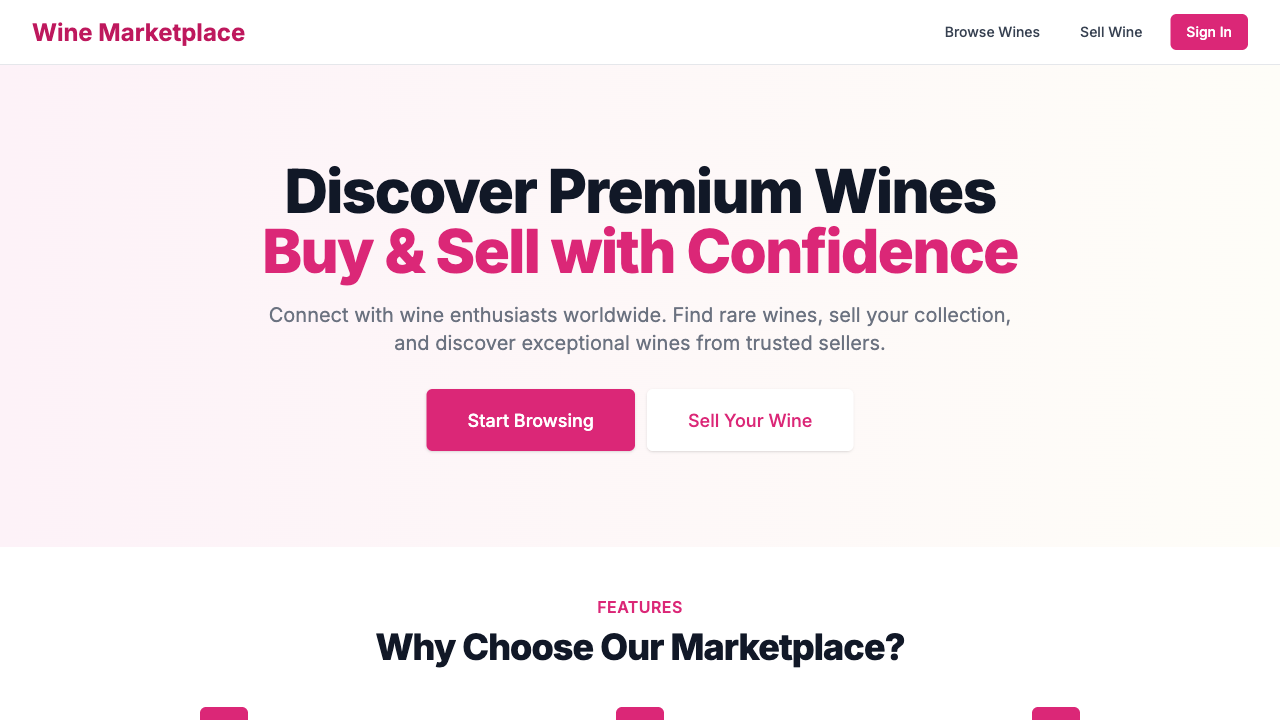 Wine Marketplace
Browse Wines
Sell Wine
Sign In
Discover Premium Wines
Buy & Sell with Confidence
Connect with wine enthusiasts worldwide. Find rare wines, sell your collection,
and discover exceptional wines from trusted sellers.
Start Browsing
Sell Your Wine
FEATURES
Why Choose Our Marketplace?